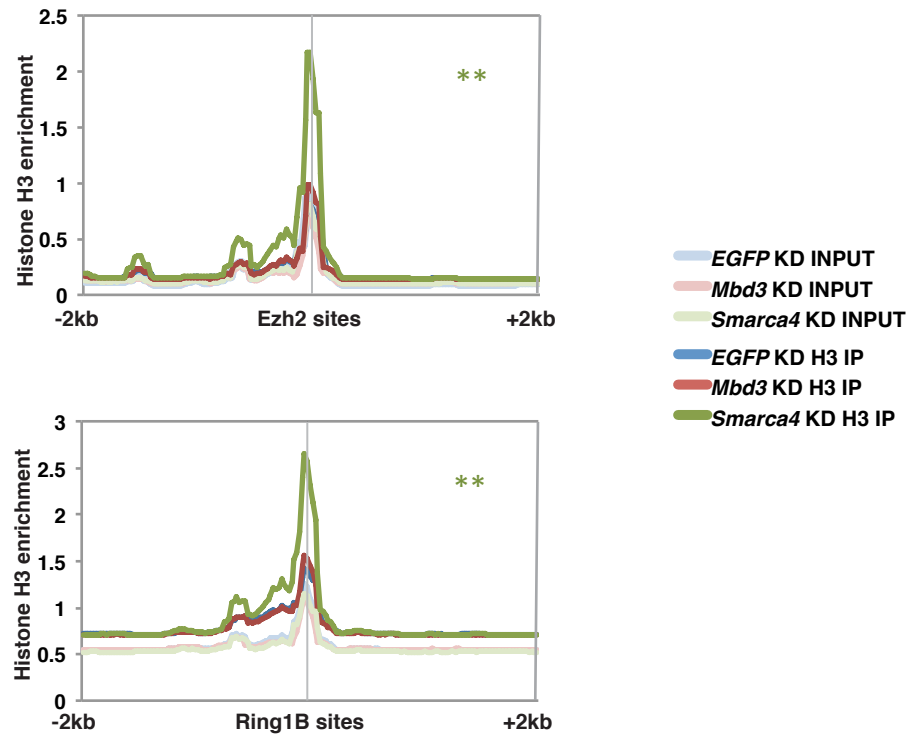 Histone H3 enrichment
2.5
2
1.5
1
0.5
0
-2kb
Ezh2 sites
+2kb
**
EGFP KD INPUT
Mbd3 KD INPUT
Smarca4 KD INPUT
EGFP KD H3 IP
Mbd3 KD H3 IP
Smarca4 KD H3 IP
Histone H3 enrichment
3
2.5
2
1.5
1
0.5
0
-2kb
Ring1B sites
+2kb
**